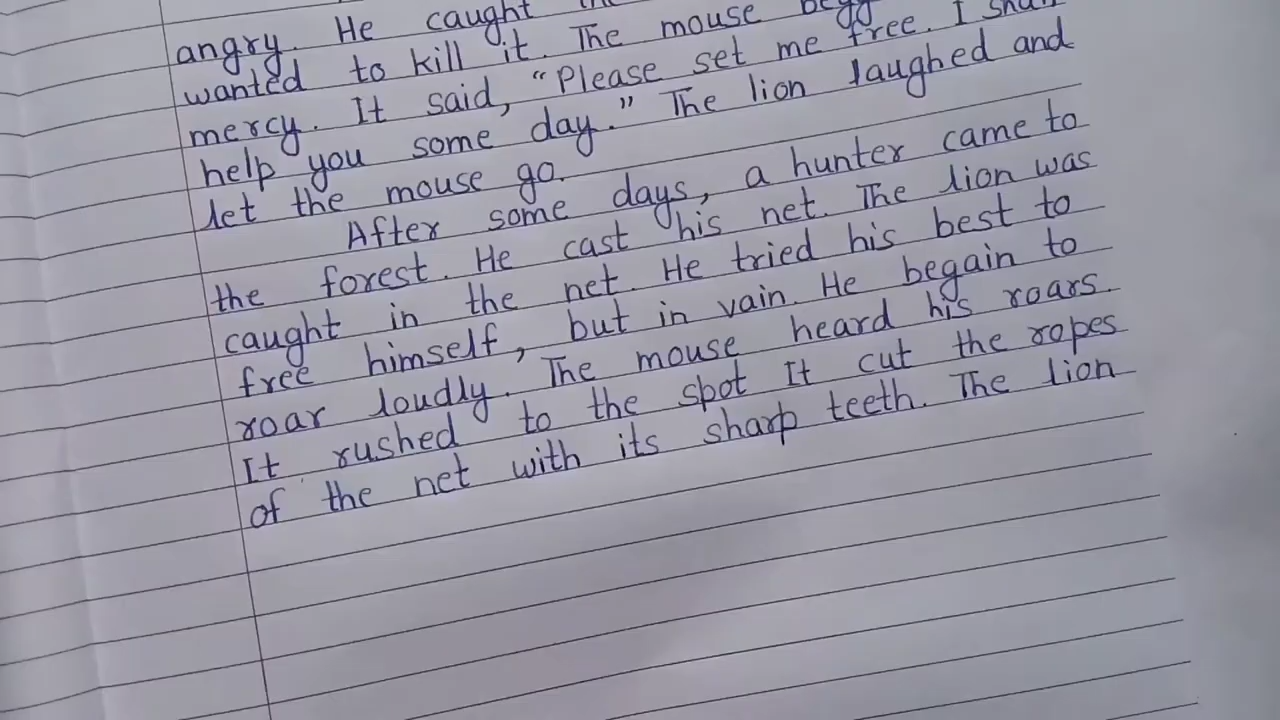 angry. He caught
wanted to kill it. The mouse
mercy. It said, "Please set me free. I
help you some day." The lion laughed and
let the mouse go.
After some days, a hunter came to
the forest. He cast his net. The lion was
caught in the net. He tried his best to
free himself, but in vain. He begain to
roar loudly. The mouse heard his roars.
It rushed to the spot It cut the ropes
of the net with its sharp teeth. The lion